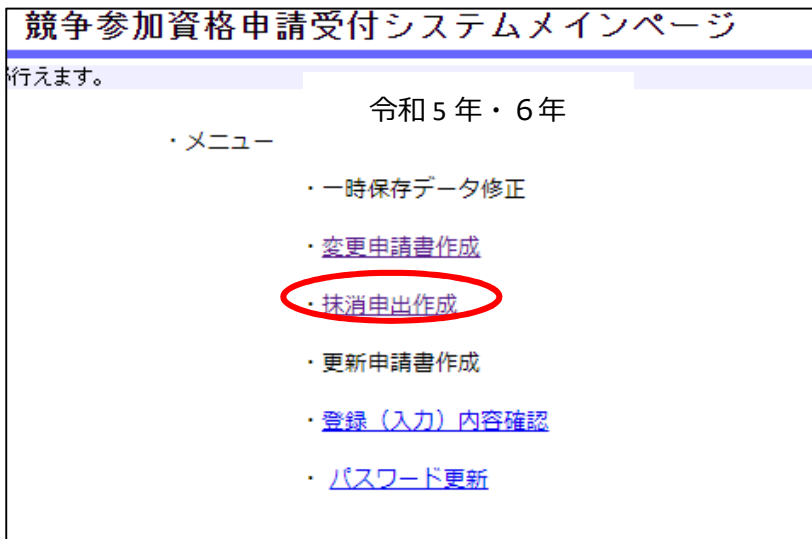 競争参加資格申請受付システムメインページ
行えます。
令和5年・6年
・メニュー
・一時保存データ修正
・変更申請書作成
・抹消申出作成
・更新申請書作成
・登録（入力）内容確認
・パスワード更新